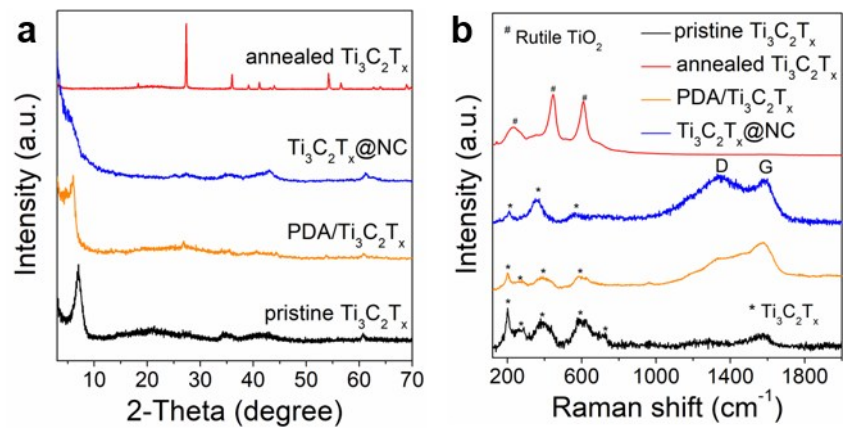 a
annealed Ti₃C₂Tₓ
Ti₃C₂Tₓ@NC
PDA/Ti₃C₂Tₓ
pristine Ti₃C₂Tₓ
Intensity (a.u.)
10 20 30 40 50 60 70
2-Theta (degree)
b
# Rutile TiO₂
pristine Ti₃C₂Tₓ
annealed Ti₃C₂Tₓ
PDA/Ti₃C₂Tₓ
Ti₃C₂Tₓ@NC
# # #
D G
* * *
* * * *
* * * * *
* Ti₃C₂Tₓ
Intensity (a.u.)
200 600 1000 1400 1800
Raman shift (cm⁻¹)